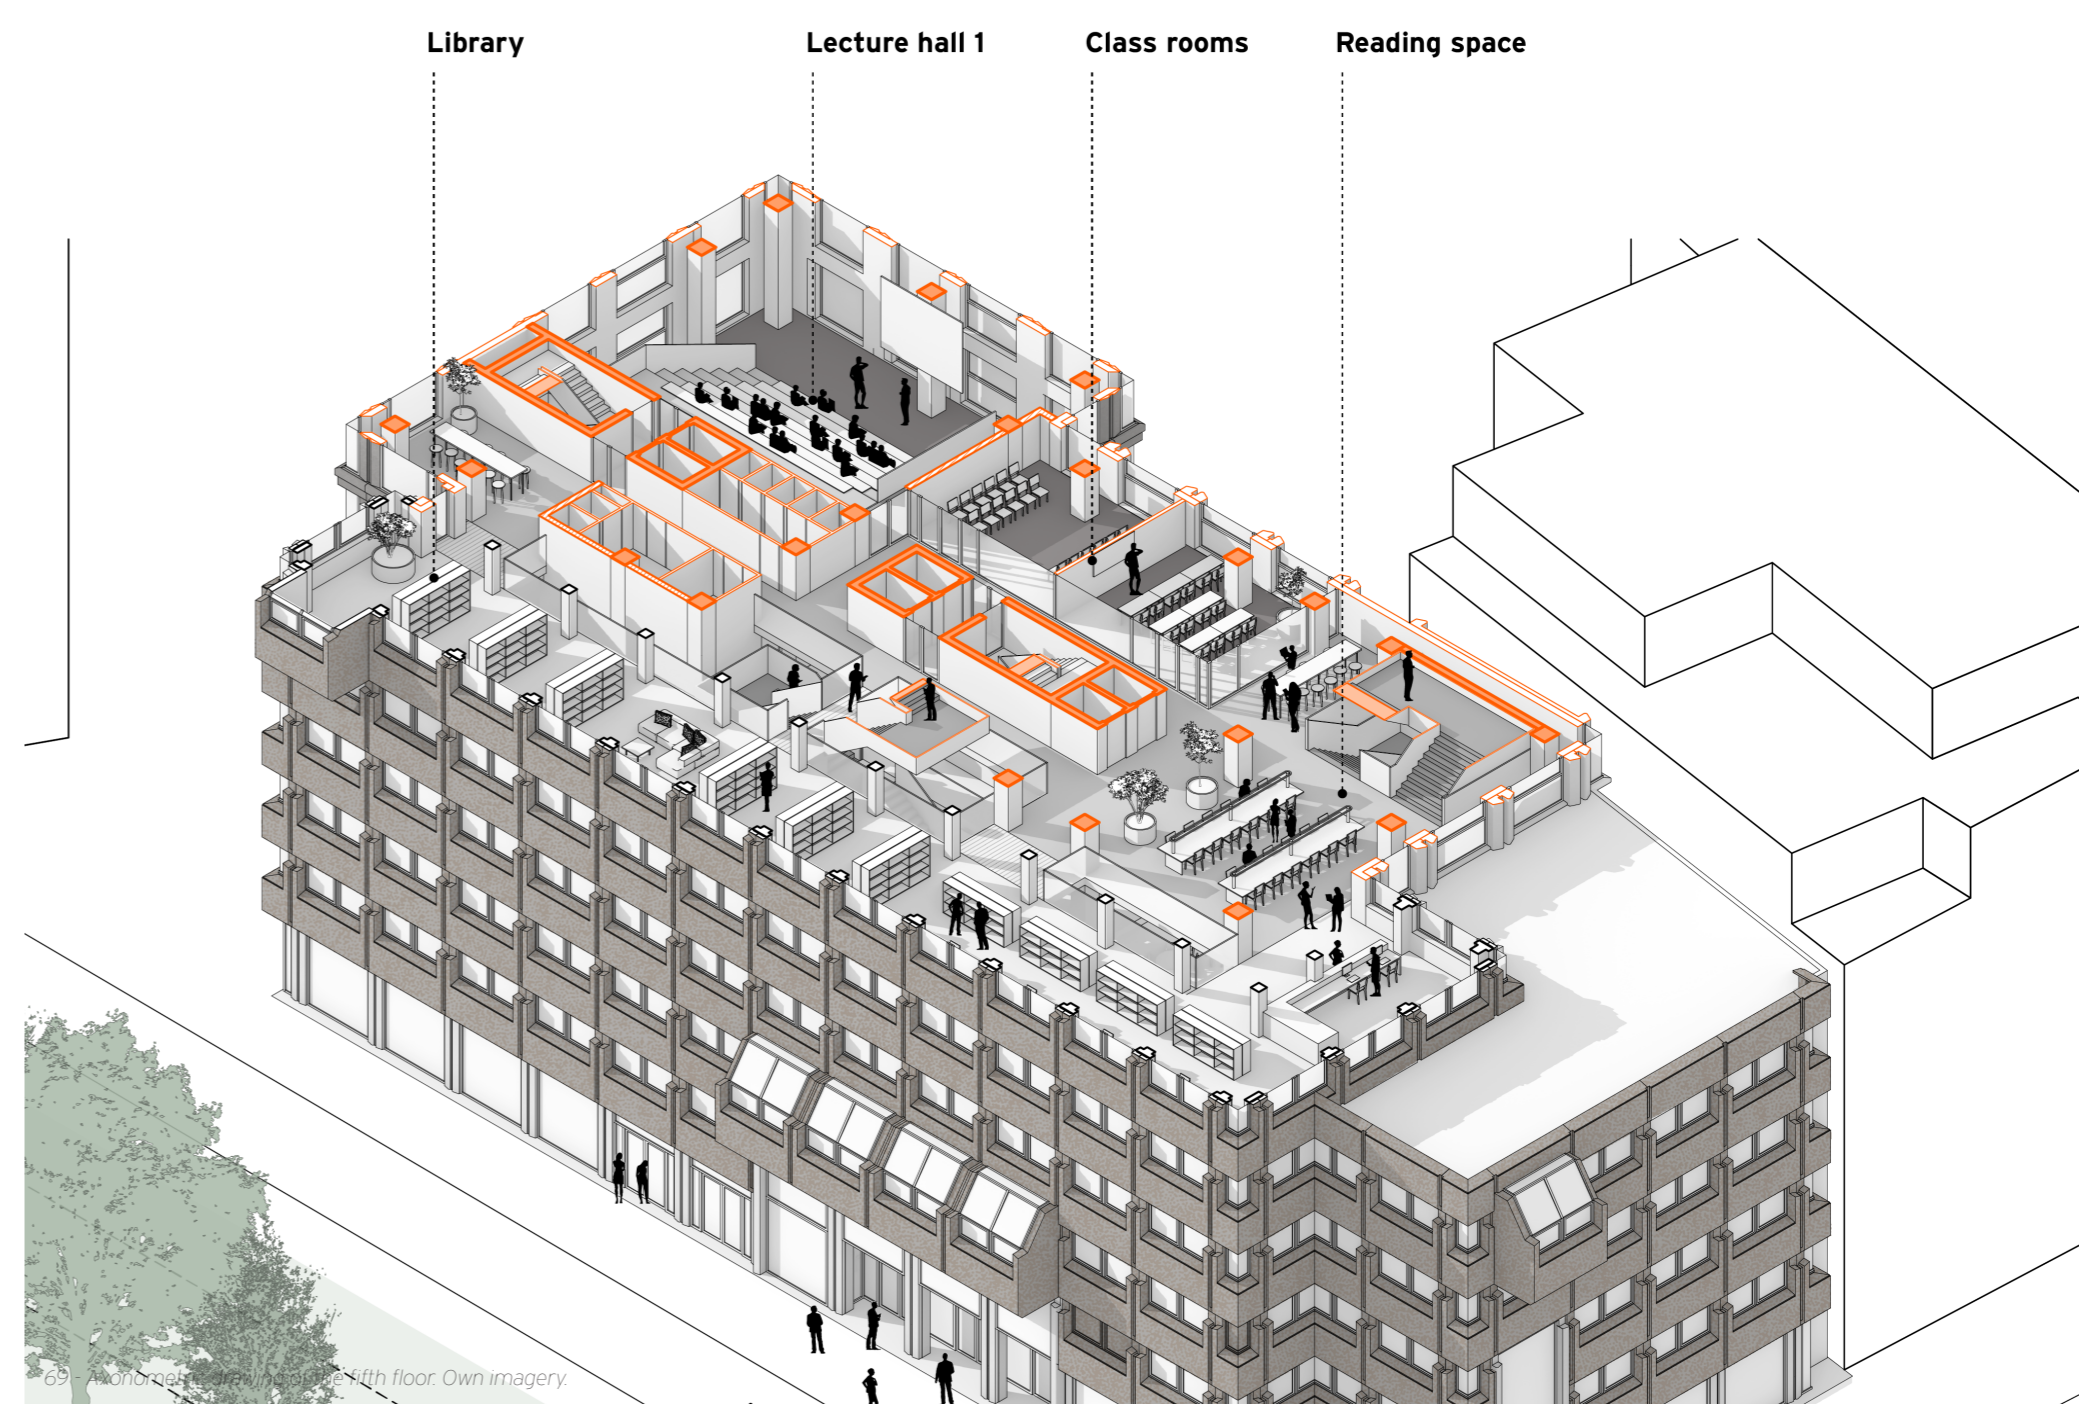 Library
Lecture hall 1
Class rooms
Reading space
69 - Axonometric drawing of the fifth floor. Own imagery.